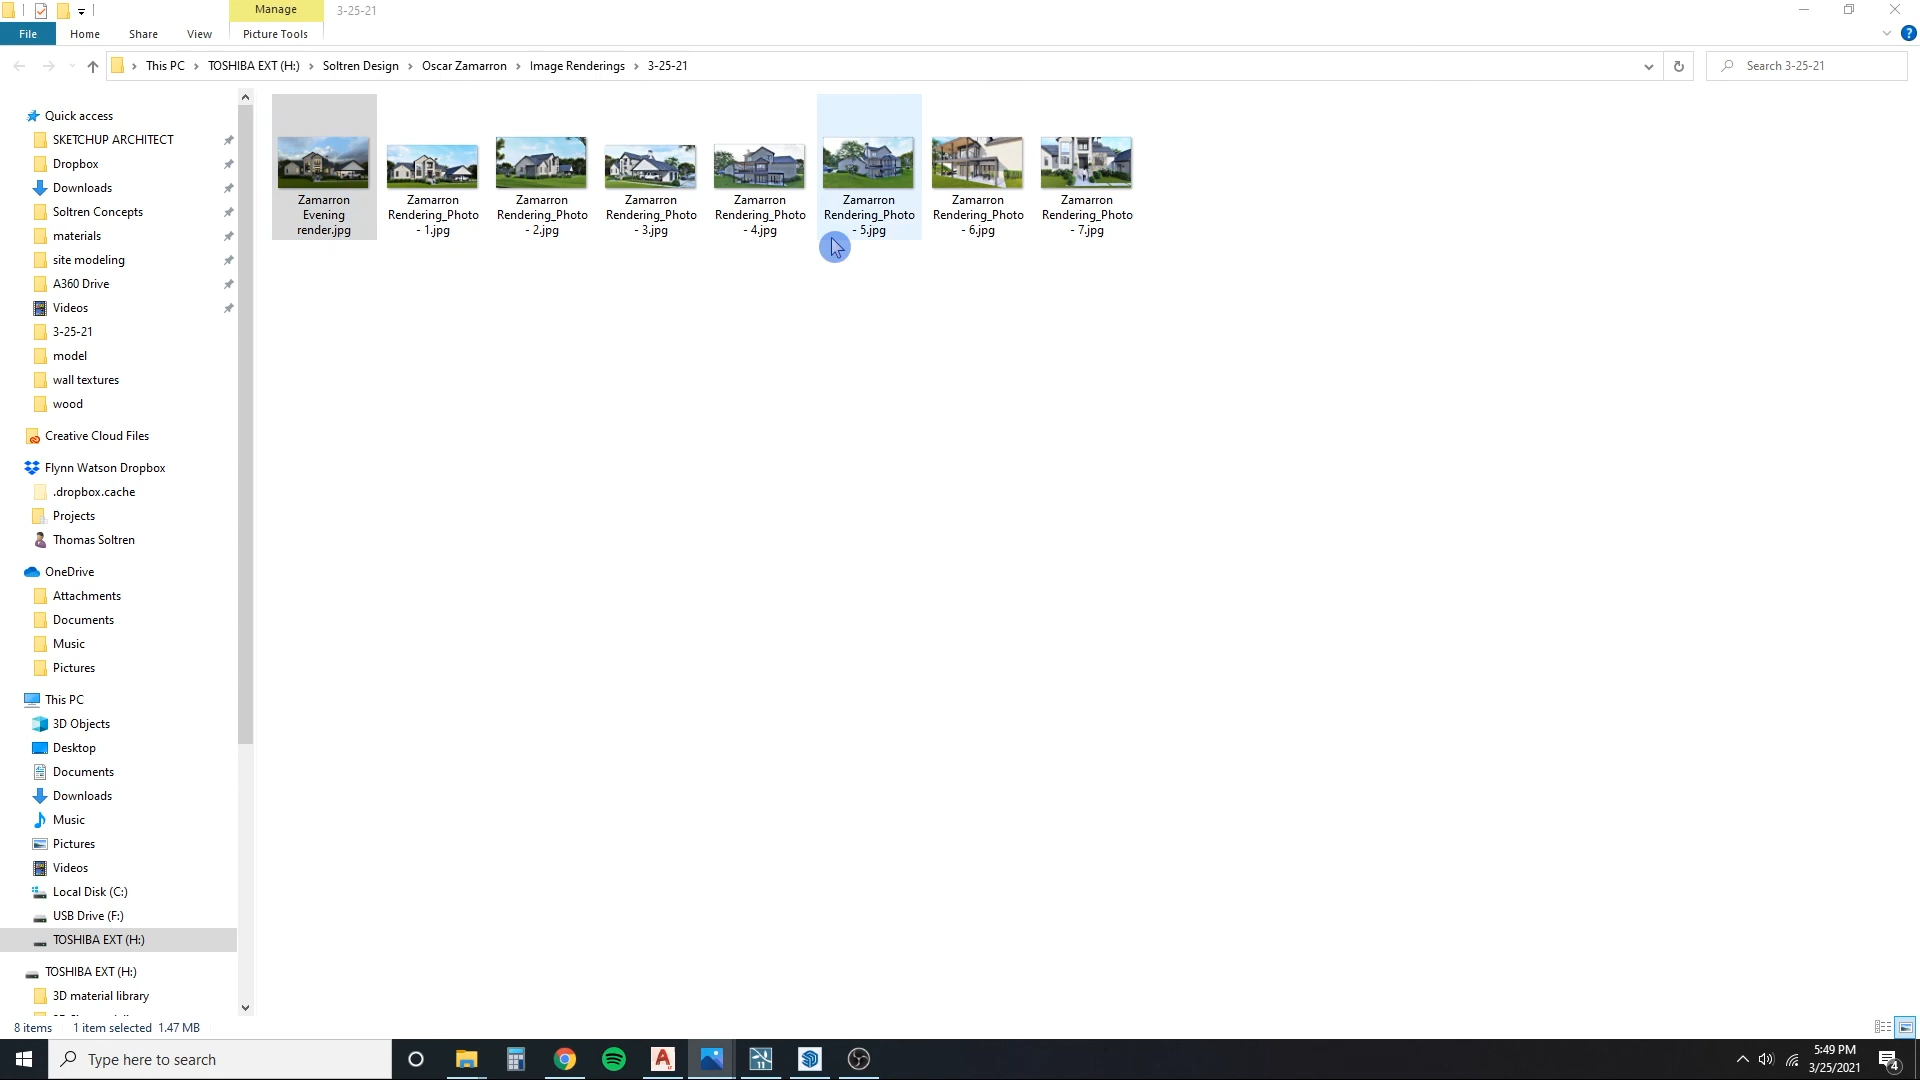 Manage
3-25-21
File
Home
Share
View
Picture Tools
This PC
TOSHIBA EXT (H:)
Soltren Design
Oscar Zamarron
Image Renderings
3-25-21
Search 3-25-21
Quick access
SKETCHUP ARCHITECT
Dropbox
Downloads
Soltren Concepts
materials
site modeling
A360 Drive
Videos
3-25-21
model
wall textures
wood
Creative Cloud Files
Flynn Watson Dropbox
.dropbox.cache
Projects
Thomas Soltren
OneDrive
Attachments
Documents
Music
Pictures
This PC
3D Objects
Desktop
Documents
Downloads
Music
Pictures
Videos
Local Disk (C:)
USB Drive (F:)
TOSHIBA EXT (H:)
TOSHIBA EXT (H:)
3D material library
Zamarron
Evening
render.jpg
Zamarron
Rendering_Photo
- 1.jpg
Zamarron
Rendering_Photo
- 2.jpg
Zamarron
Rendering_Photo
- 3.jpg
Zamarron
Rendering_Photo
- 4.jpg
Zamarron
Rendering_Photo
- 5.jpg
Zamarron
Rendering_Photo
- 6.jpg
Zamarron
Rendering_Photo
- 7.jpg
8 items
1 item selected 1.47 MB
Type here to search
5:49 PM
3/25/2021
4